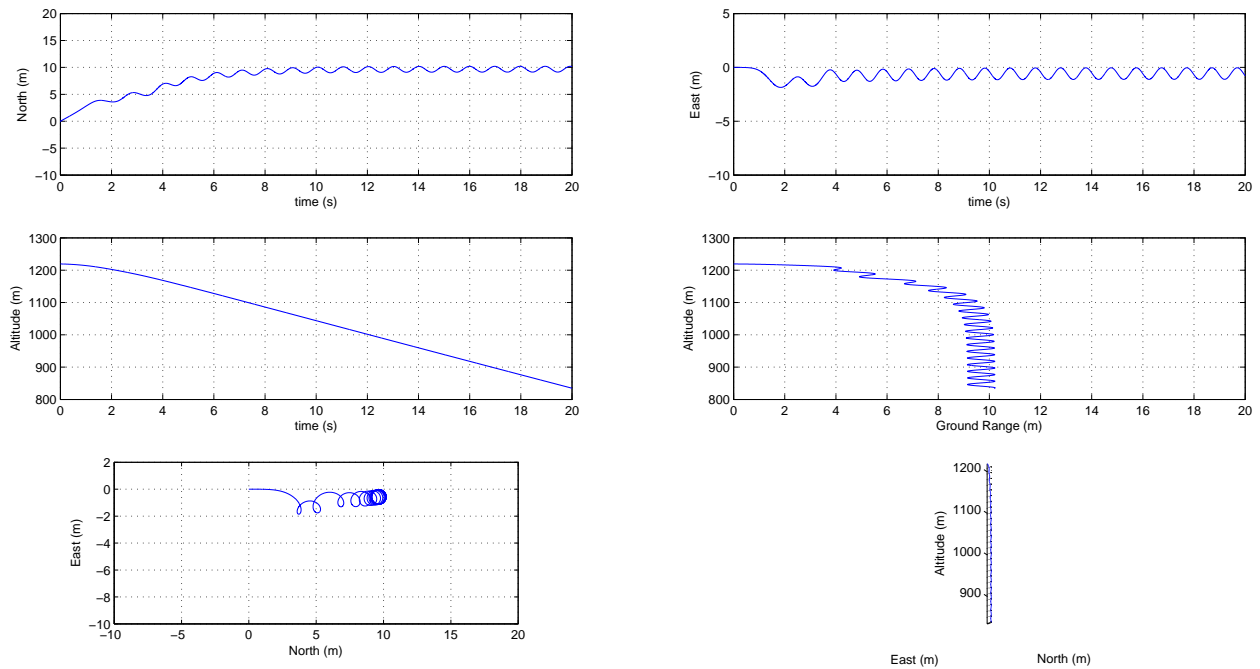 20
15
10
5
0
−5
−10
North (m)
0 2 4 6 8 10 12 14 16 18 20
time (s)
5
0
−5
−10
East (m)
0 2 4 6 8 10 12 14 16 18 20
time (s)
1300
1200
1100
1000
900
800
Altitude (m)
0 2 4 6 8 10 12 14 16 18 20
time (s)
1300
1200
1100
1000
900
800
Altitude (m)
0 2 4 6 8 10 12 14 16 18 20
Ground Range (m)
2
0
−2
−4
−6
−8
−10
East (m)
−10 −5 0 5 10 15 20
North (m)
1200
1100
1000
900
Altitude (m)
East (m)
North (m)